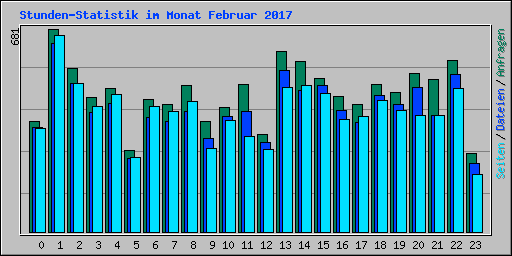 Stunden-Statistik im Monat Februar 2017
681
Seiten / Dateien / Anfragen
0 1 2 3 4 5 6 7 8 9 10 11 12 13 14 15 16 17 18 19 20 21 22 23